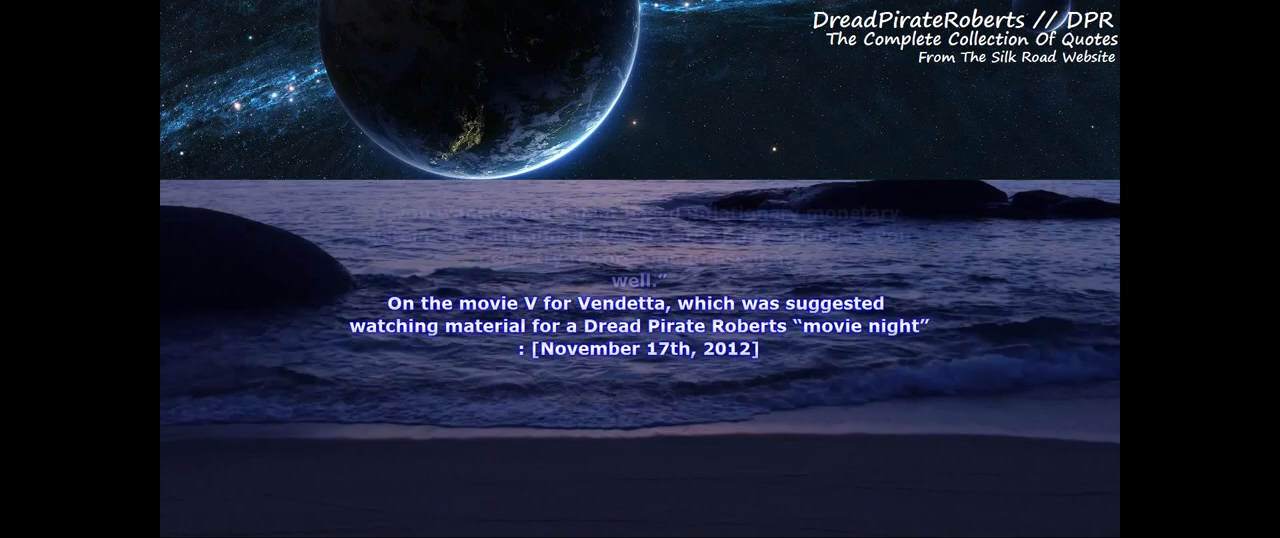 DreadPirateRoberts // DPR
The Complete Collection Of Quotes
From The Silk Road Website
monetary
well.”
On the movie V for Vendetta, which was suggested
watching material for a Dread Pirate Roberts “movie night”
: [November 17th, 2012]